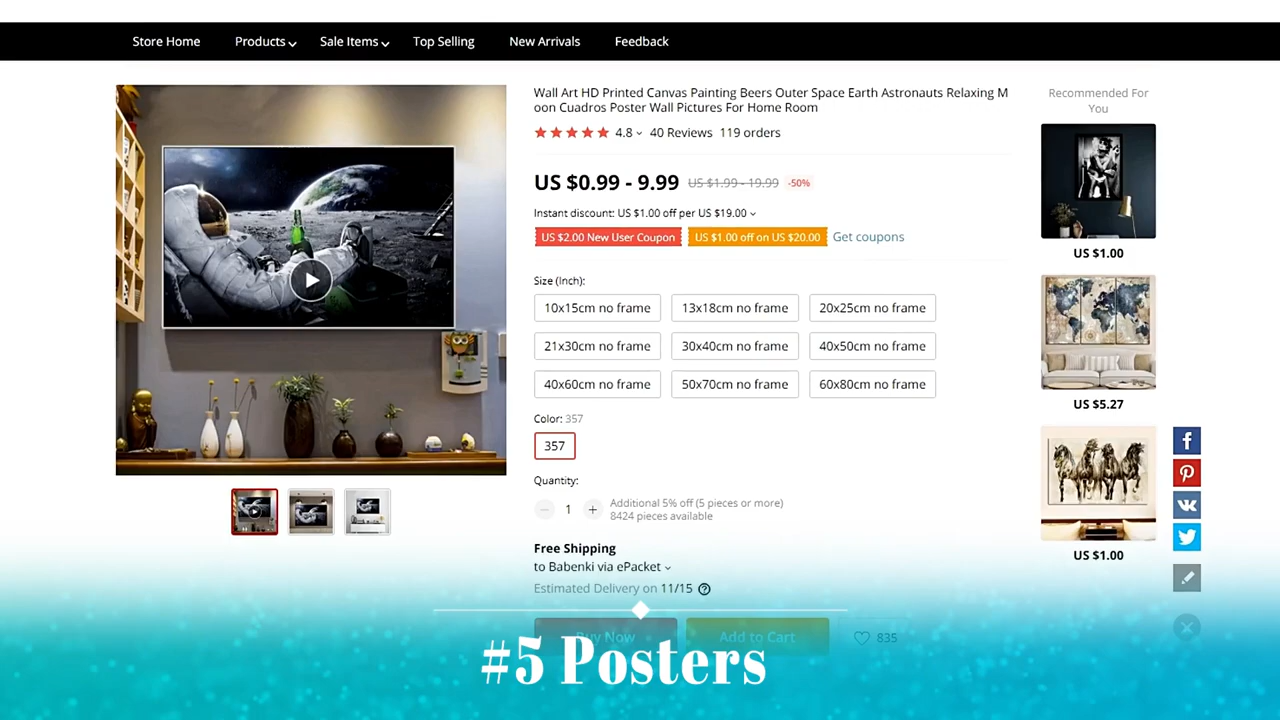 Store Home Products Sale Items Top Selling New Arrivals Feedback
Wall Art HD Printed Canvas Painting Beers Outer Space Earth Astronauts Relaxing M
oon Cuadros Poster Wall Pictures For Home Room
4.8 40 Reviews 119 orders
US $0.99 - 9.99 US $1.99 - 19.99 -50%
Instant discount: US $1.00 off per US $19.00
US $2.00 New User Coupon US $1.00 off on US $20.00 Get coupons
Size (Inch):
10x15cm no frame 13x18cm no frame 20x25cm no frame
21x30cm no frame 30x40cm no frame 40x50cm no frame
40x60cm no frame 50x70cm no frame 60x80cm no frame
Color: 357
357
Quantity:
1
Additional 5% off (5 pieces or more)
8424 pieces available
Free Shipping
to Babenki via ePacket
Estimated Delivery on 11/15
Buy Now Add to Cart 835
Recommended For
You
US $1.00
US $5.27
US $1.00
#5 Posters